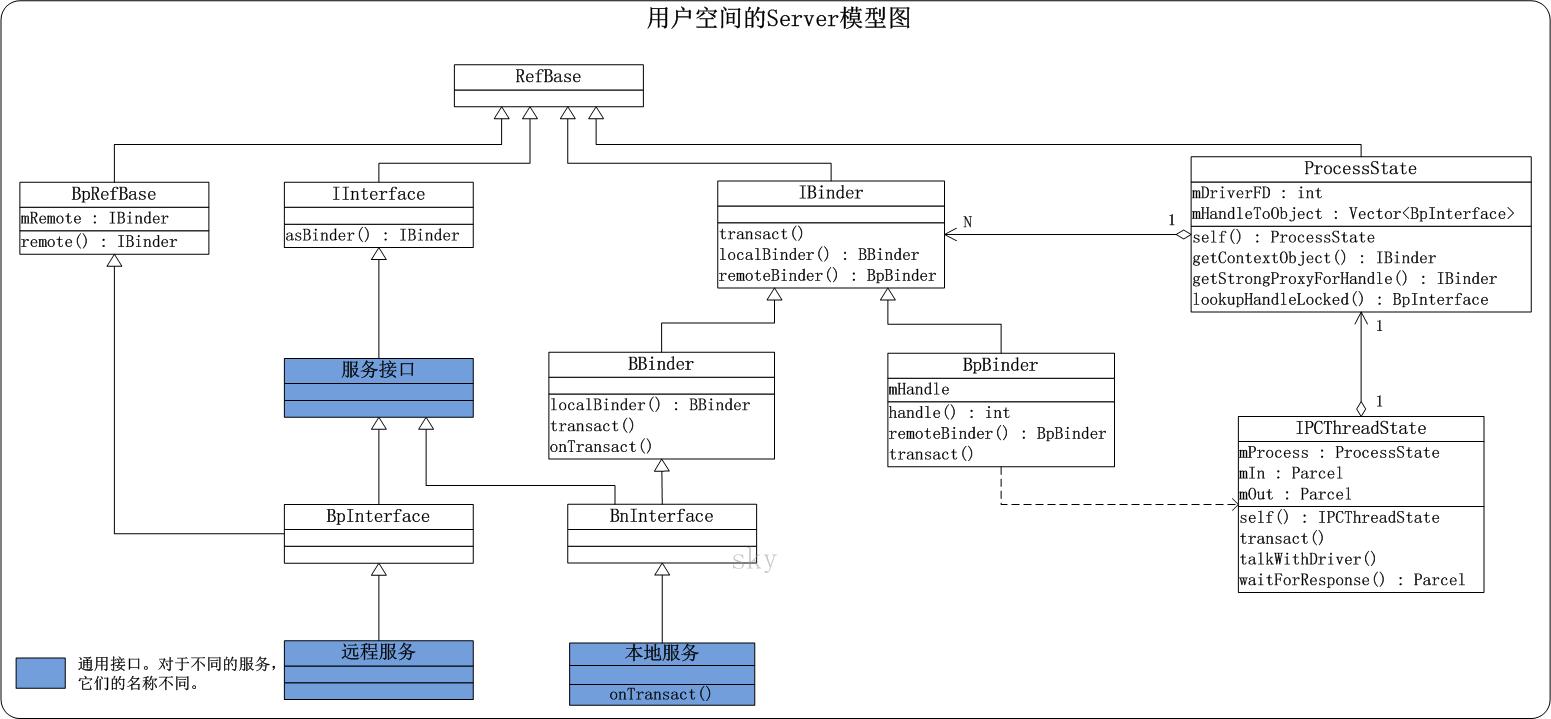 用户空间的Server模型图
RefBase
BpRefBase
mRemote : IBinder
remote() : IBinder
IInterface
asBinder() : IBinder
IBinder
transact()
localBinder() : BBinder
remoteBinder() : BpBinder
N
1
ProcessState
mDriverFD : int
mHandleToObject : Vector<BpInterface>
self() : ProcessState
getContextObject() : IBinder
getStrongProxyForHandle() : IBinder
lookupHandleLocked() : BpInterface
1
1
服务接口
BBinder
localBinder() : BBinder
transact()
onTransact()
BpBinder
mHandle
handle() : int
remoteBinder() : BpBinder
transact()
IPCThreadState
mProcess : ProcessState
mIn : Parcel
mOut : Parcel
self() : IPCThreadState
transact()
talkWithDriver()
waitForResponse() : Parcel
BpInterface
BnInterface
sky
远程服务
本地服务
onTransact()
通用接口。对于不同的服务，
它们的名称不同。